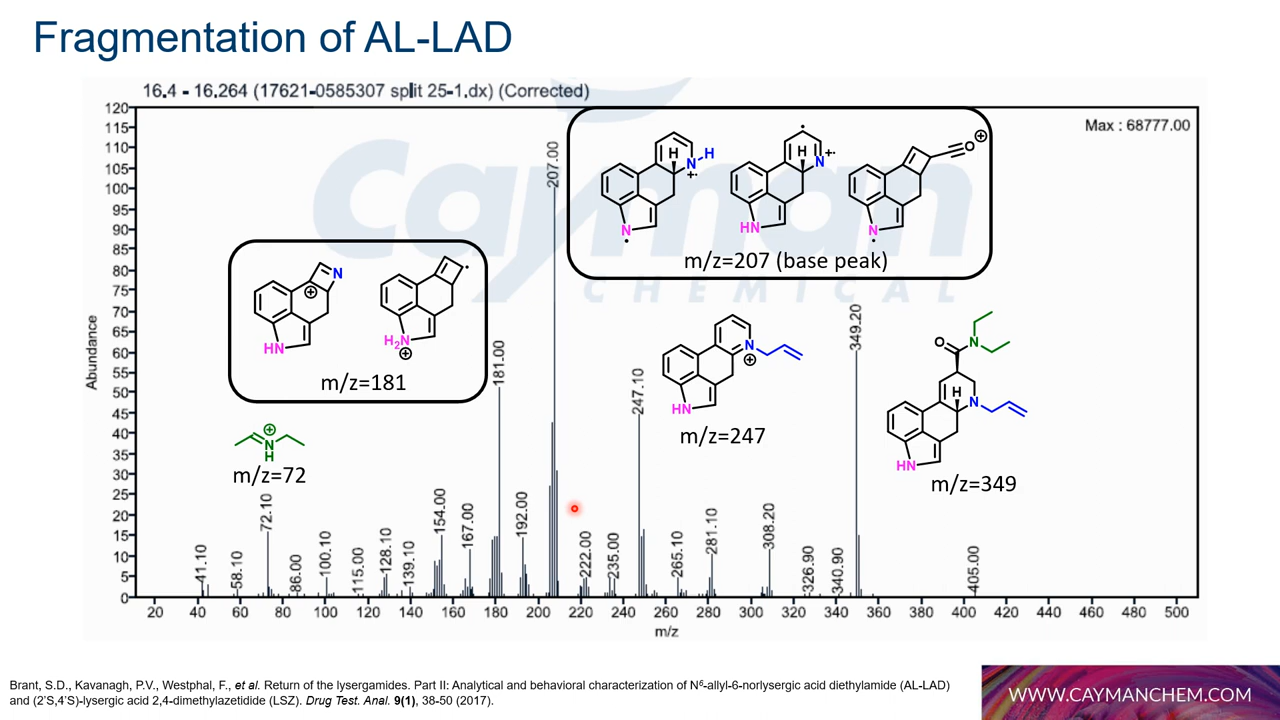 Fragmentation of AL-LAD
16.4 - 16.264 (17621-0585307 split 25-1.dx) (Corrected)
Max : 68777.00
Cayman
CHEMICAL
Abundance
120
115
110
105
100
95
90
85
80
75
70
65
60
55
50
45
40
35
30
25
20
15
10
5
0
41.10
58.10
72.10
86.00
100.10
115.00
128.10
139.10
154.00
167.00
181.00
192.00
207.00
222.00
235.00
247.10
265.10
281.10
308.20
326.90
340.90
349.20
405.00
H
N-H
+•
N•
H
N+•
HN
O
N•
m/z=207 (base peak)
N
HN
H2N
m/z=181
N
H
m/z=72
N
HN
m/z=247
O
N
H
N
HN
m/z=349
20 40 60 80 100 120 140 160 180 200 220 240 260 280 300 320 340 360 380 400 420 440 460 480 500
m/z
Brant, S.D., Kavanagh, P.V., Westphal, F., et al. Return of the lysergamides. Part II: Analytical and behavioral characterization of N⁶-allyl-6-norlysergic acid diethylamide (AL-LAD)
and (2'S,4'S)-lysergic acid 2,4-dimethylazetidide (LSZ). Drug Test. Anal. 9(1), 38-50 (2017).
WWW.CAYMANCHEM.COM